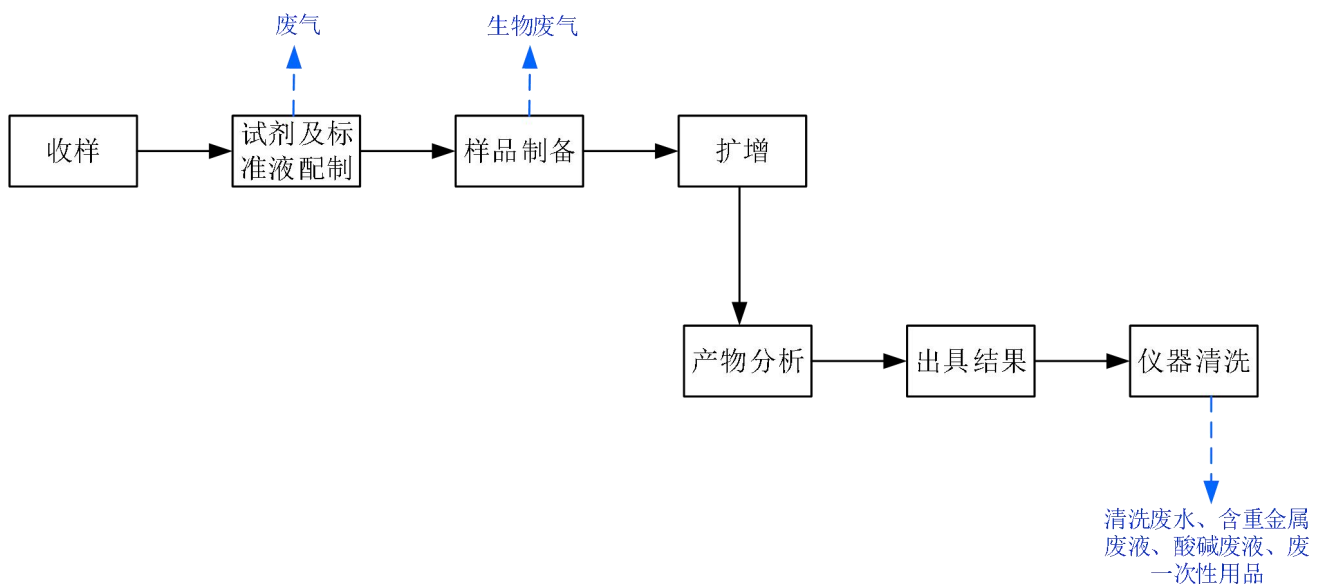 废气
生物废气
收样
试剂及标
准液配制
样品制备
扩增
产物分析
出具结果
仪器清洗
清洗废水、含重金属
废液、酸碱废液、废
一次性用品